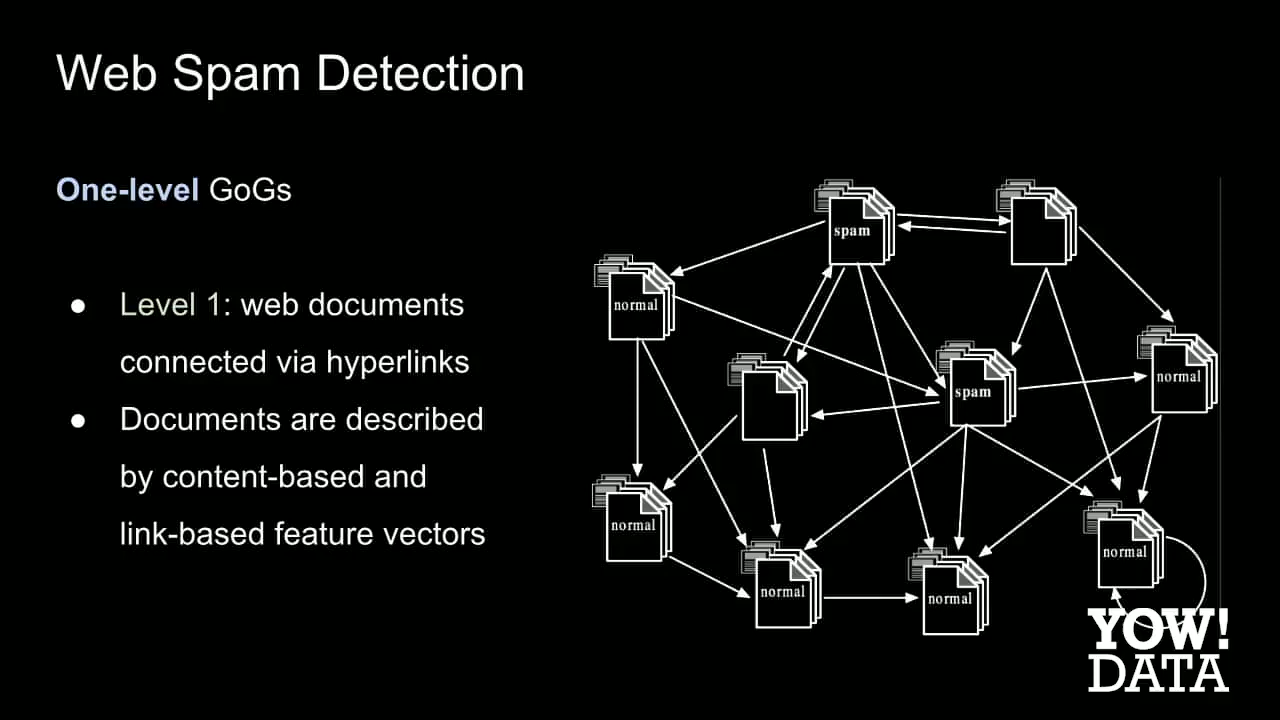 Web Spam Detection
One-level GoGs
● Level 1: web documents
connected via hyperlinks
● Documents are described
by content-based and
link-based feature vectors
spam
normal
normal
spam
normal
normal
normal
normal
YOW!
DATA